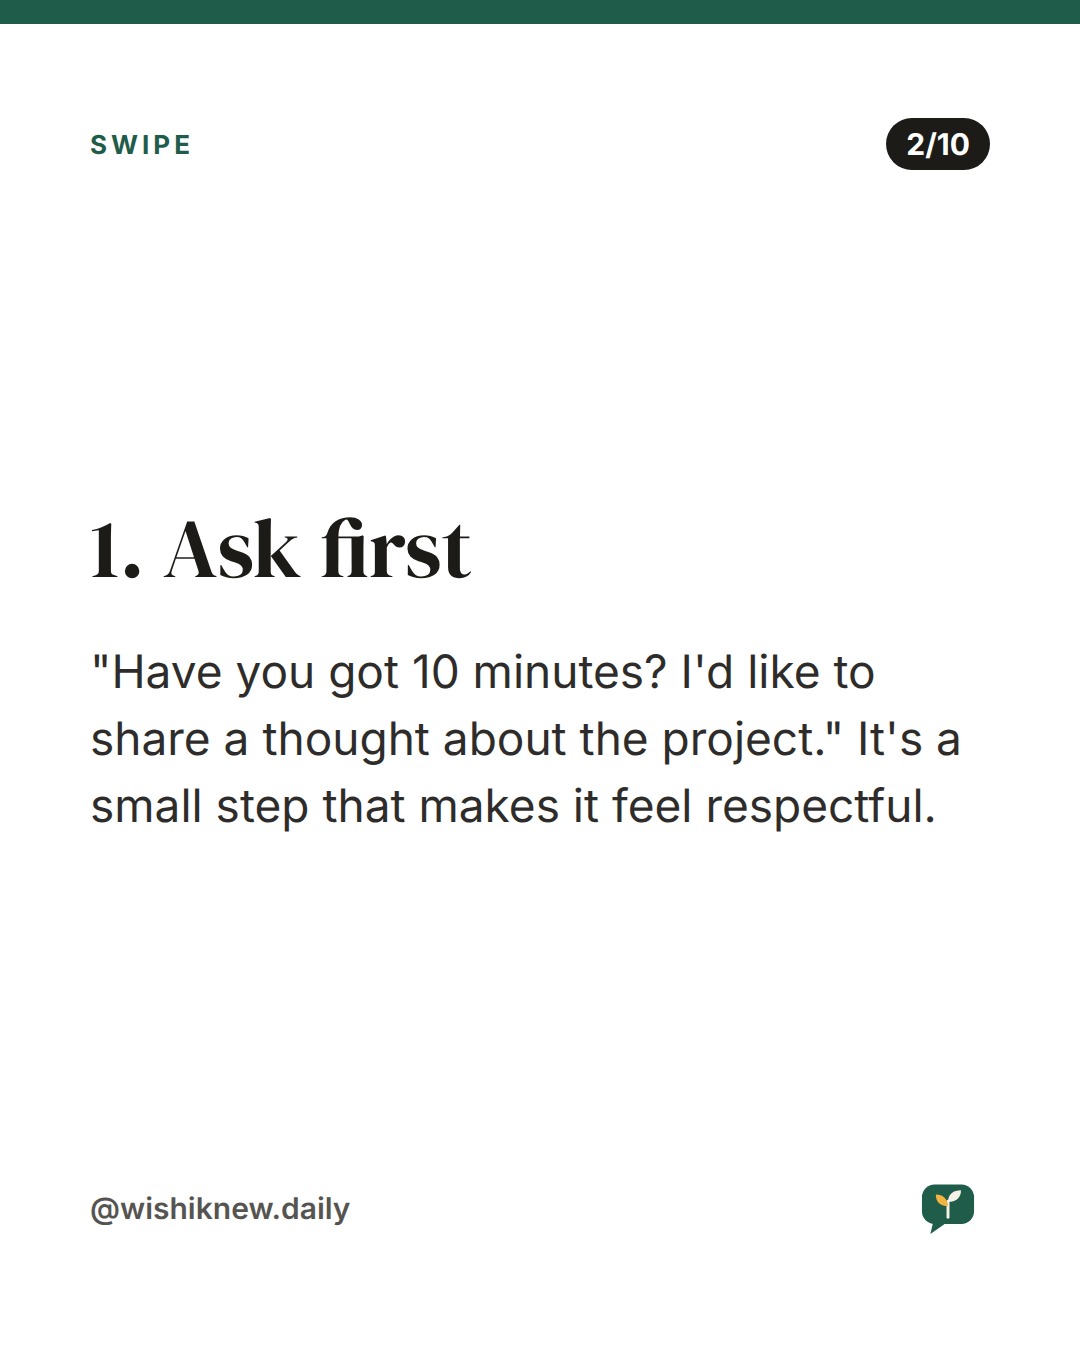 SWIPE
2/10
1. Ask first
"Have you got 10 minutes? I'd like to
share a thought about the project." It's a
small step that makes it feel respectful.
@wishiknew.daily